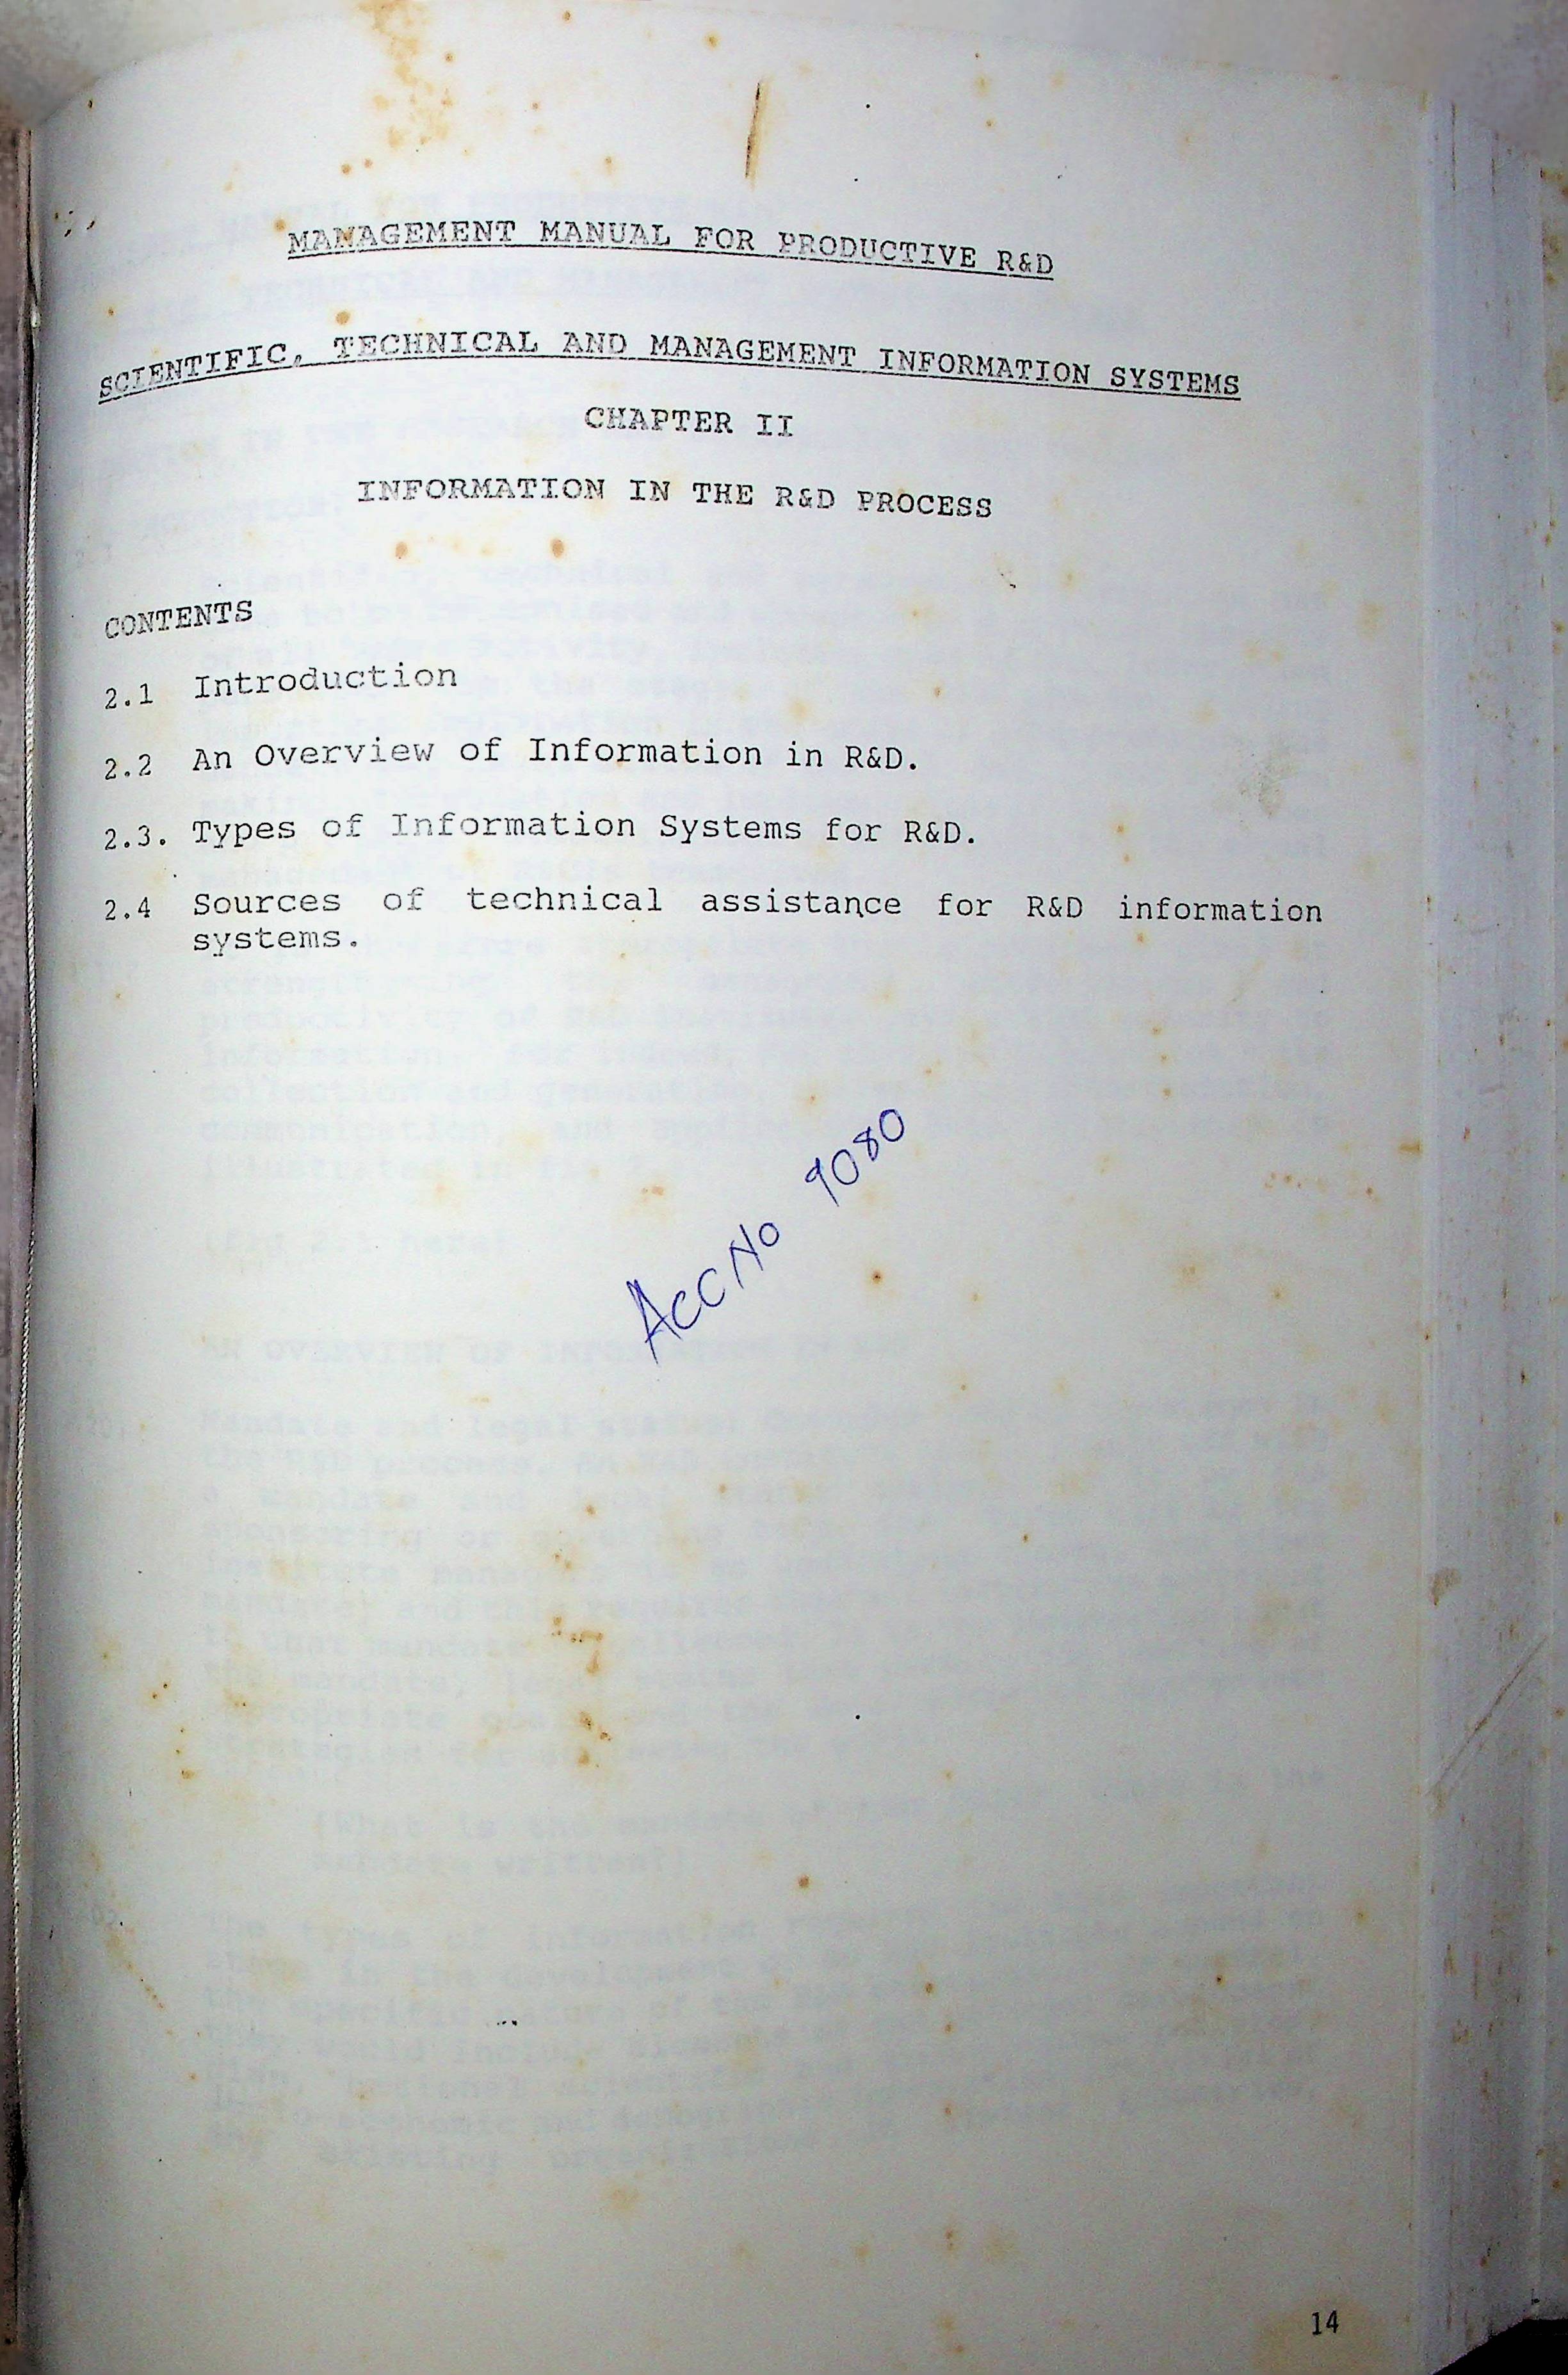 MANAGEMENT MANUAL FOR PRODUCTIVE R&D
SCIENTIFIC, TECHNICAL AND MANAGEMENT INFORMATION SYSTEMS
CHAPTER II
INFORMATION IN THE R&D PROCESS
CONTENTS
2.1 Introduction
2.2 An Overview of Information in R&D.
2.3. Types of Information Systems for R&D.
2.4 Sources of technical assistance for R&D information
systems.
Acc No 9080
14